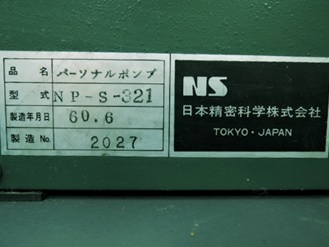 品名 パーソナルポンプ
型式 NP-S-321
製造年月日 60.6
製造No. 2027
NS
日本精密科学株式会社
TOKYO・JAPAN